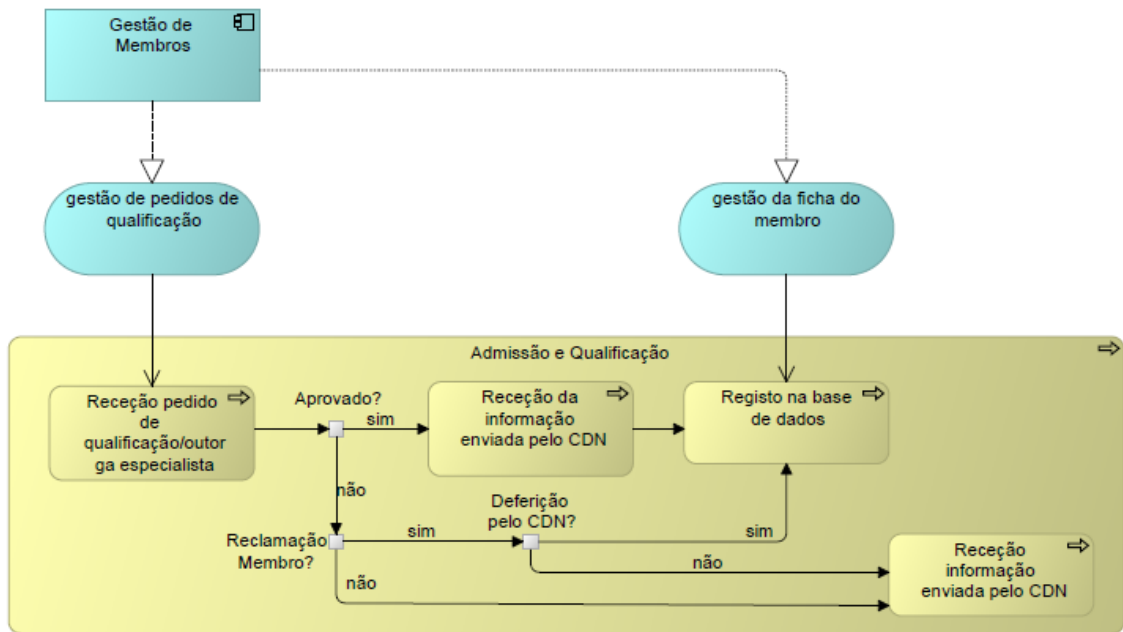 Gestão de
Membros
gestão de pedidos de
qualificação
gestão da ficha do
membro
Admissão e Qualificação
Receção pedido
de
qualificação/outor
ga especialista
Aprovado?
sim
Receção da
informação
enviada pelo CDN
Registo na base
de dados
não
Reclamação
Membro?
sim
Deferição
pelo CDN?
sim
não
não
Receção
informação
enviada pelo CDN